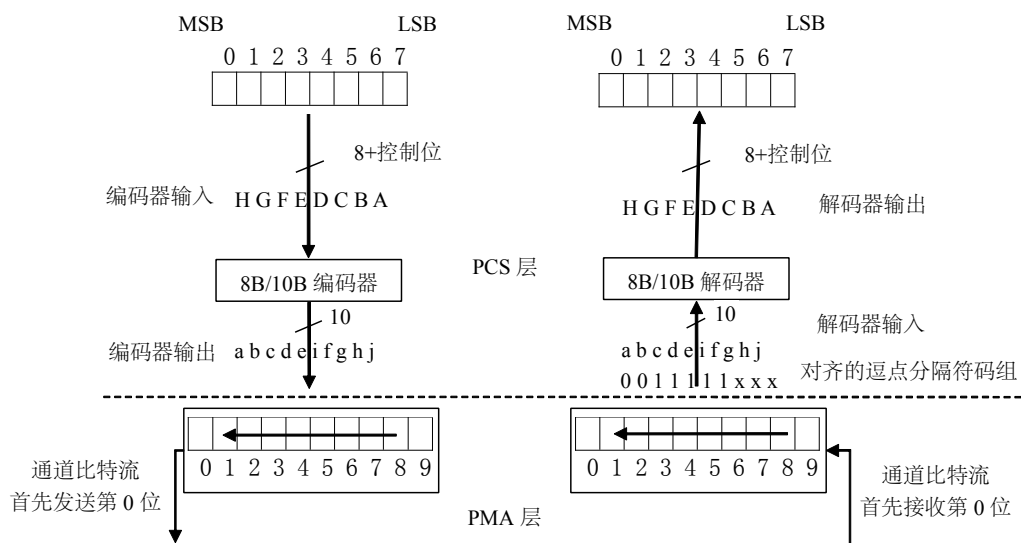 MSB LSB MSB LSB
0 1 2 3 4 5 6 7 0 1 2 3 4 5 6 7
8+控制位 8+控制位
编码器输入 H G F E D C B A H G F E D C B A 解码器输出
8B/10B 编码器 PCS 层 8B/10B 解码器
10 10 解码器输入
编码器输出 a b c d e i f g h j a b c d e i f g h j
0 0 1 1 1 1 1 x x x 对齐的逗点分隔符码组
0 1 2 3 4 5 6 7 8 9 0 1 2 3 4 5 6 7 8 9
通道比特流 通道比特流
首先发送第 0 位 首先接收第 0 位
PMA 层